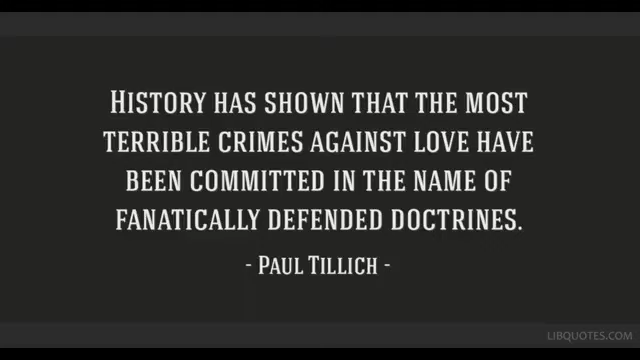 History has shown that the most
terrible crimes against love have
been committed in the name of
fanatically defended doctrines.
- Paul Tillich -
LIBQUOTES.COM